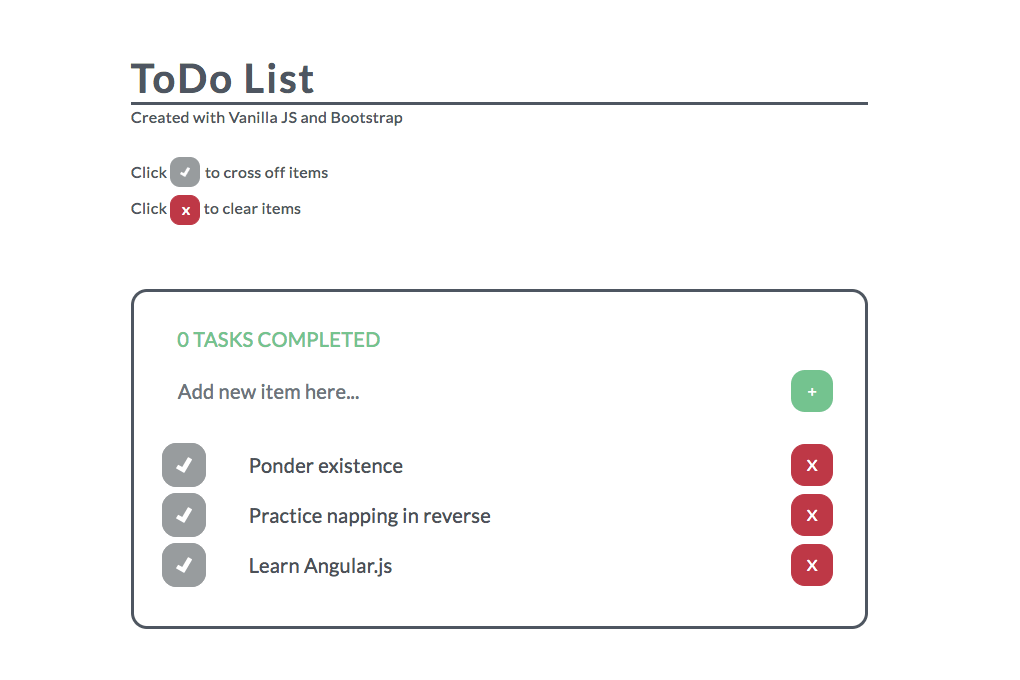 ToDo List
Created with Vanilla JS and Bootstrap
Click ✓ to cross off items
Click x to clear items
0 TASKS COMPLETED
Add new item here... +
✓ Ponder existence X
✓ Practice napping in reverse X
✓ Learn Angular.js X